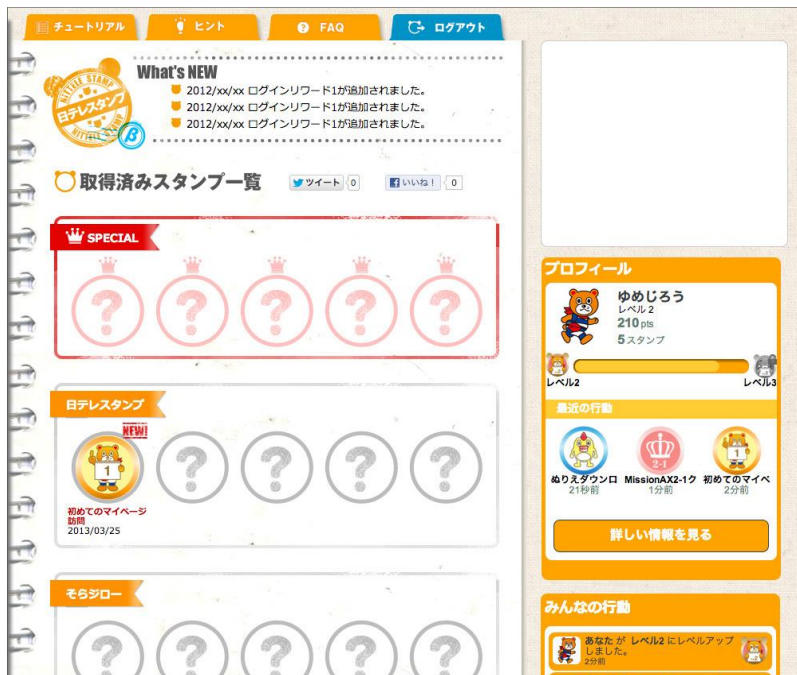 チュートリアル
ヒント
FAQ
ログアウト
NITTELE STAMP
日テレスタンプ
NITTELE STAMP
β
What's NEW
2012/xx/xx ログインリワード1が追加されました。
2012/xx/xx ログインリワード1が追加されました。
2012/xx/xx ログインリワード1が追加されました。
取得済みスタンプ一覧
ツイート 0
いいね! 0
SPECIAL
? ? ? ? ?
日テレスタンプ
NEW!
1
? ? ? ?
初めてのマイページ
訪問
2013/03/25
そらジロー
? ? ? ? ?
プロフィール
ゆめじろう
レベル 2
210 pts
5 スタンプ
レベル2 レベル3
最近の行動
2-1
1
ぬりえダウンロ MissionAX2-1ク 初めてのマイペ
21秒前 1分前 2分前
詳しい情報を見る
みんなの行動
あなた が レベル2 にレベルアップ
しました。
2分前